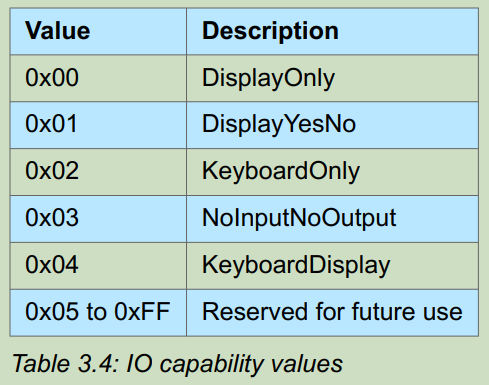 Value Description
0x00 DisplayOnly
0x01 DisplayYesNo
0x02 KeyboardOnly
0x03 NoInputNoOutput
0x04 KeyboardDisplay
0x05 to 0xFF Reserved for future use
Table 3.4: IO capability values